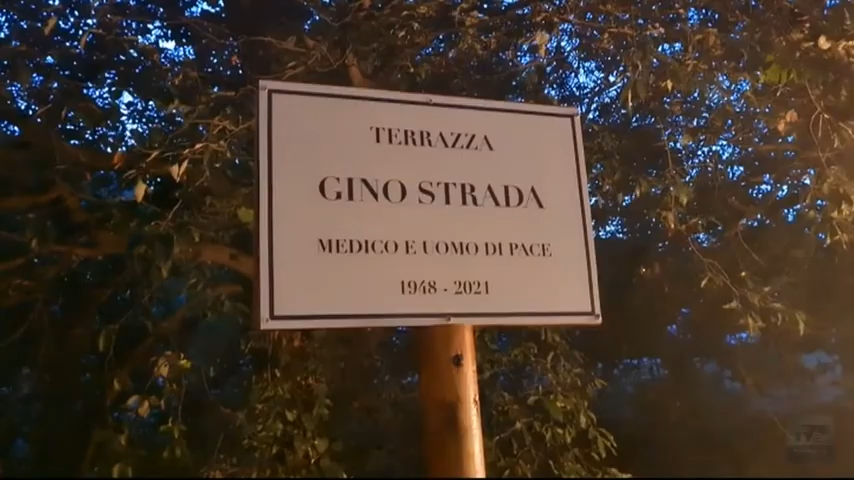 TERRAZZA
GINO STRADA
MEDICO E UOMO DI PACE
1948 - 2021